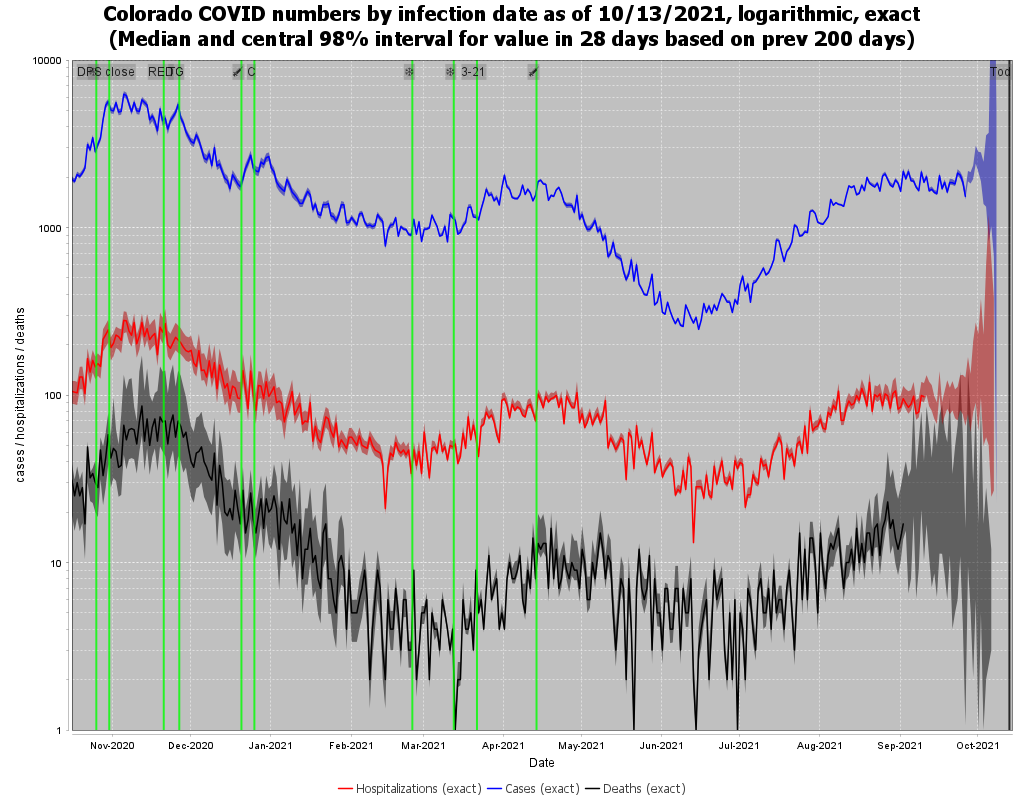 Colorado COVID numbers by infection date as of 10/13/2021, logarithmic, exact
(Median and central 98% interval for value in 28 days based on prev 200 days)
10000
1000
100
10
1
cases / hospitalizations / deaths
close
C
3-21
Tod
Nov-2020
Dec-2020
Jan-2021
Feb-2021
Mar-2021
Apr-2021
May-2021
Jun-2021
Jul-2021
Aug-2021
Sep-2021
Oct-2021
Date
Hospitalizations (exact)
Cases (exact)
Deaths (exact)